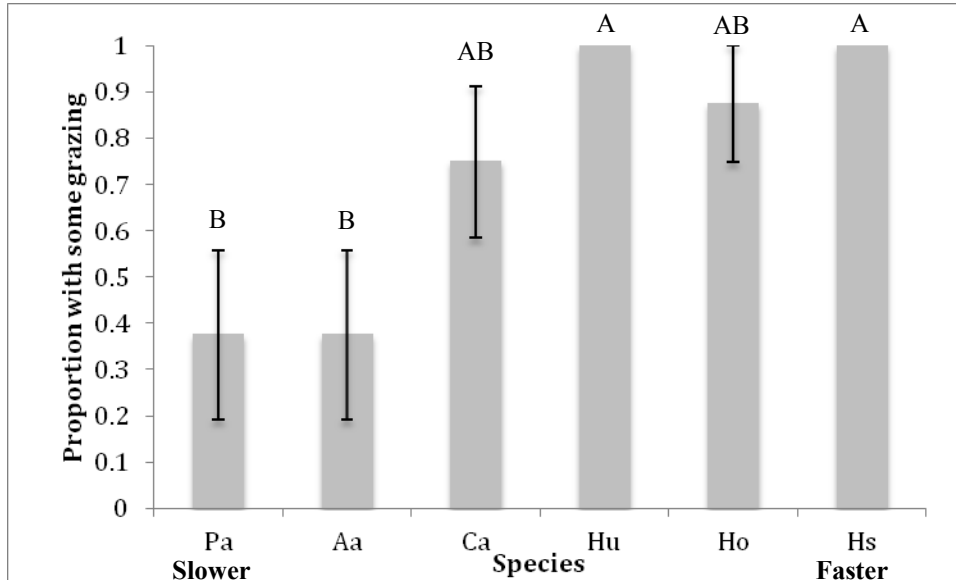 Proportion with some grazing
1
0.9
0.8
0.7
0.6
0.5
0.4
0.3
0.2
0.1
0
B
B
AB
A
AB
A
Pa Aa Ca Hu Ho Hs
Slower Species Faster